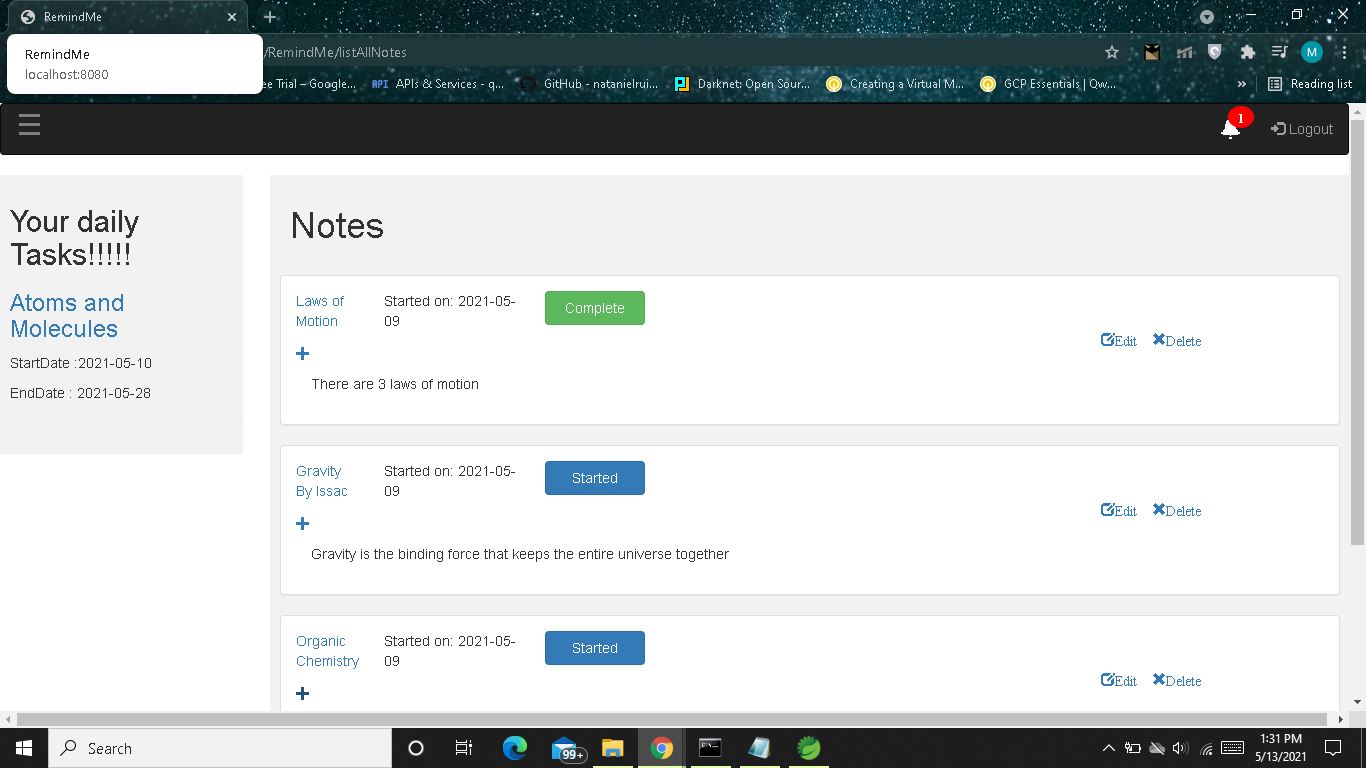 RemindMe
RemindMe
localhost:8080
/RemindMe/listAllNotes
M
ee Trial – Google...
API APIs & Services - q...
GitHub - natanielrui...
Darknet: Open Sour...
Creating a Virtual M...
GCP Essentials | Qw...
»
Reading list
1
Logout
Your daily
Tasks!!!!!
Atoms and
Molecules
StartDate :2021-05-10
EndDate : 2021-05-28
Notes
Laws of
Motion
Started on: 2021-05-
09
Complete
Edit
Delete
There are 3 laws of motion
Gravity
By Issac
Started on: 2021-05-
09
Started
Edit
Delete
Gravity is the binding force that keeps the entire universe together
Organic
Chemistry
Started on: 2021-05-
09
Started
Edit
Delete
Search
99+
1:31 PM
5/13/2021